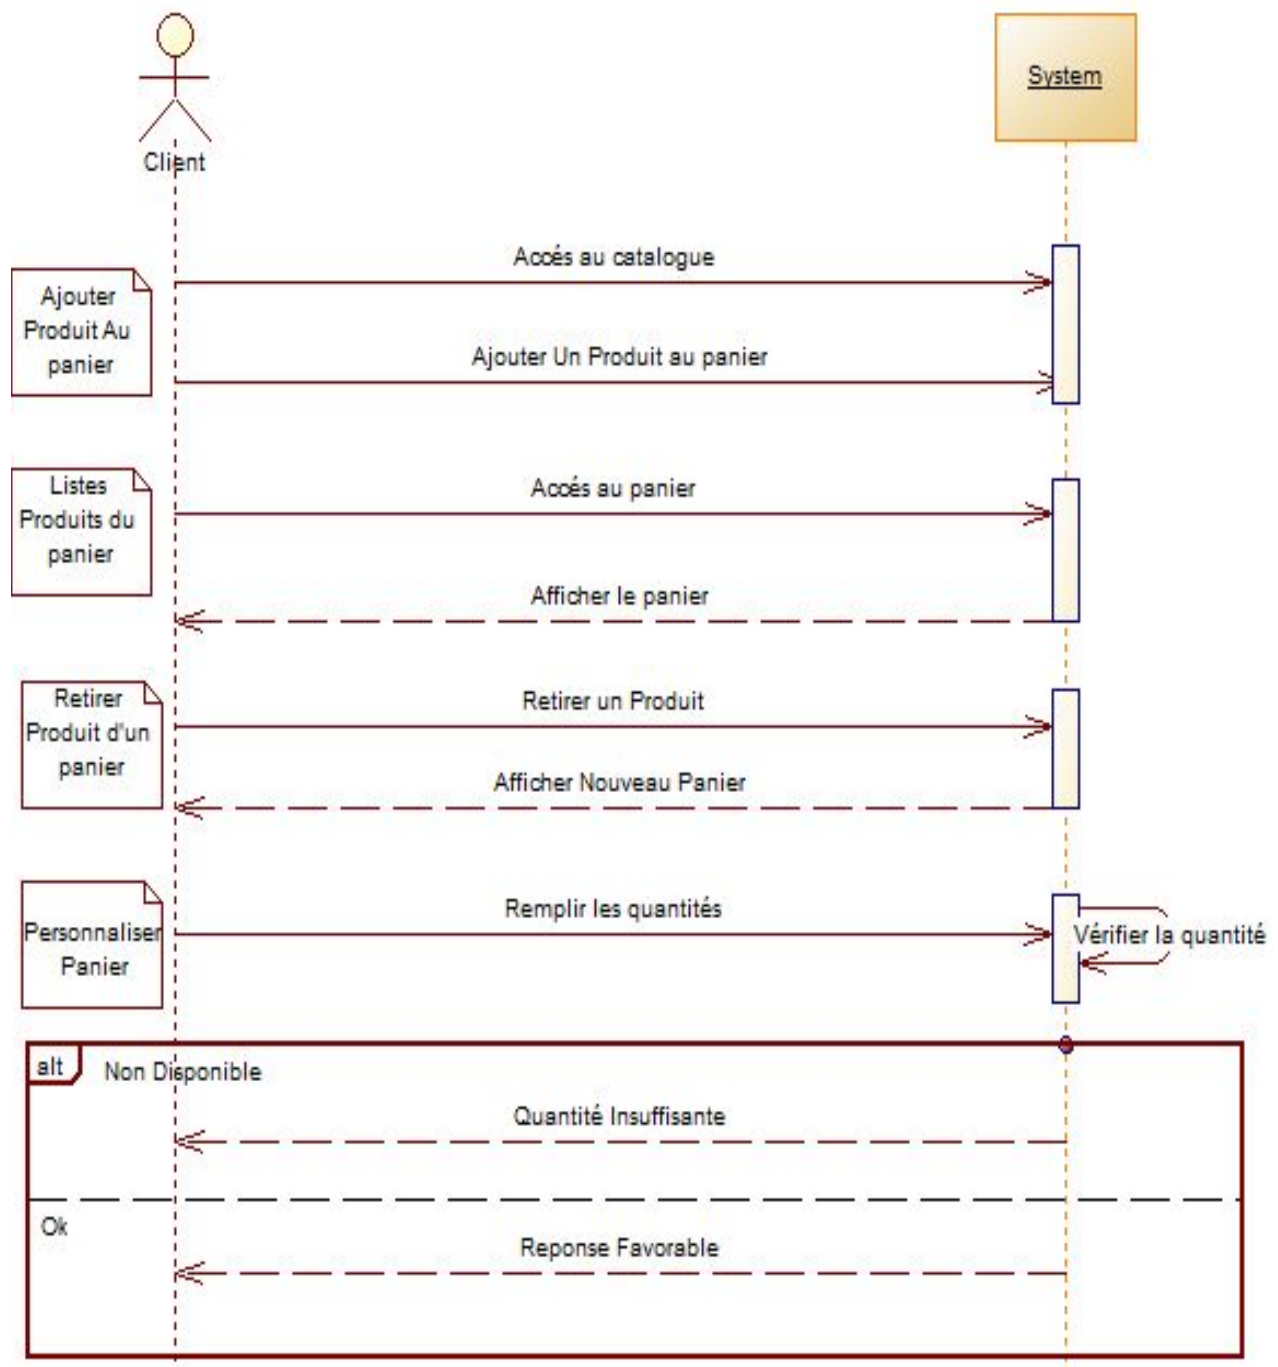 System
Client
Accés au catalogue
Ajouter
Produit Au
panier
Ajouter Un Produit au panier
Listes
Produits du
panier
Accés au panier
Afficher le panier
Retirer
Produit d'un
panier
Retirer un Produit
Afficher Nouveau Panier
Personnaliser
Panier
Remplir les quantités
Vérifier la quantité
alt
Non Disponible
Quantité Insuffisante
Ok
Reponse Favorable